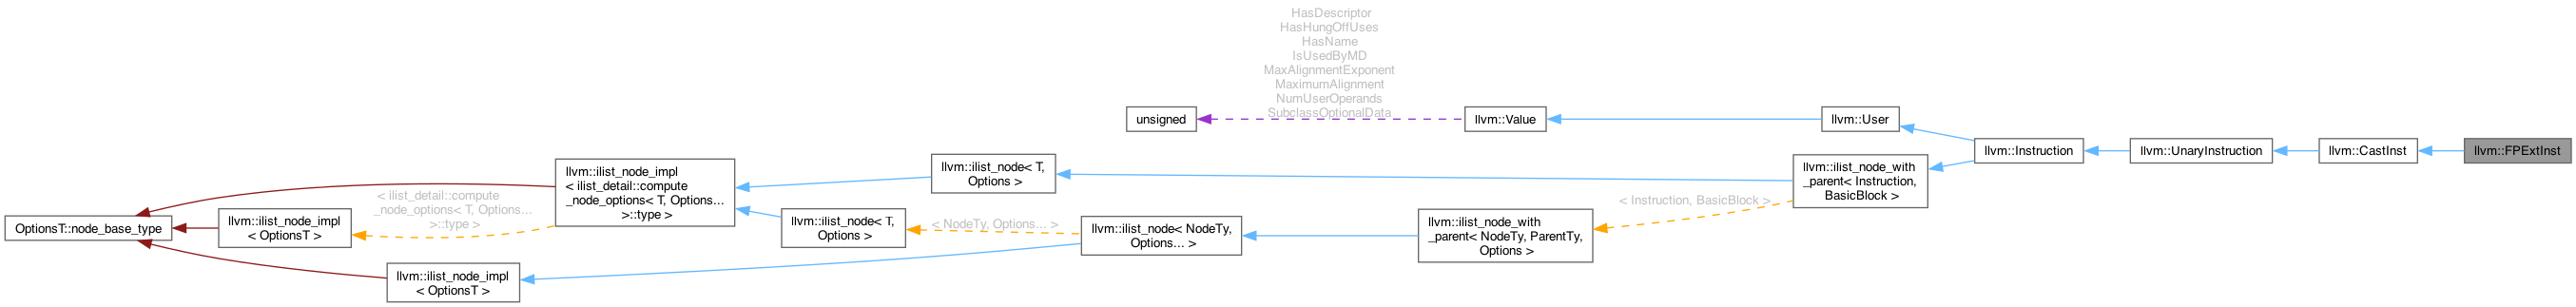 HasDescriptor
HasHungOffUses
HasName
IsUsedByMD
MaxAlignmentExponent
MaximumAlignment
NumUserOperands
SubclassOptionalData
unsigned
llvm::Value
llvm::User
llvm::Instruction
llvm::UnaryInstruction
llvm::CastInst
llvm::FPExtInst
llvm::ilist_node_impl
< ilist_detail::compute
_node_options< T, Options...
>::type >
llvm::ilist_node< T,
Options >
llvm::ilist_node_with
_parent< Instruction,
BasicBlock >
< ilist_detail::compute
_node_options< T, Options...
>::type >
< Instruction, BasicBlock >
OptionsT::node_base_type
llvm::ilist_node_impl
< OptionsT >
llvm::ilist_node< T,
Options >
< NodeTy, Options... >
llvm::ilist_node< NodeTy,
Options... >
llvm::ilist_node_with
_parent< NodeTy, ParentTy,
Options >
llvm::ilist_node_impl
< OptionsT >